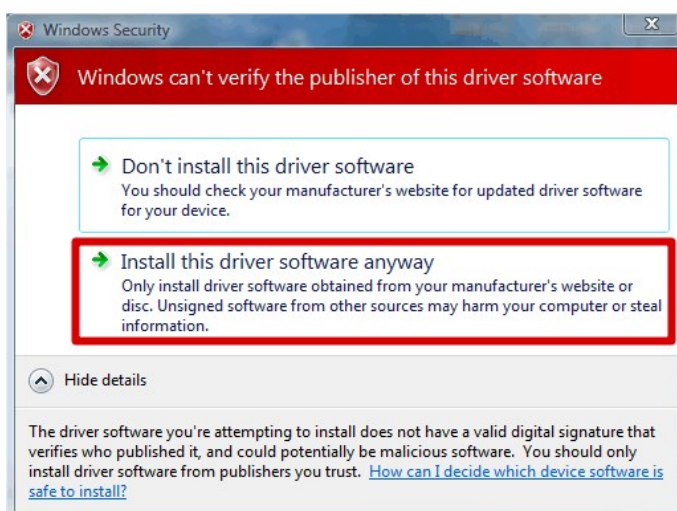 Windows Security
X
Windows can't verify the publisher of this driver software
Don't install this driver software
You should check your manufacturer's website for updated driver software
for your device.
Install this driver software anyway
Only install driver software obtained from your manufacturer's website or
disc. Unsigned software from other sources may harm your computer or steal
information.
Hide details
The driver software you're attempting to install does not have a valid digital signature that
verifies who published it, and could potentially be malicious software. You should only
install driver software from publishers you trust. How can I decide which device software is
safe to install?